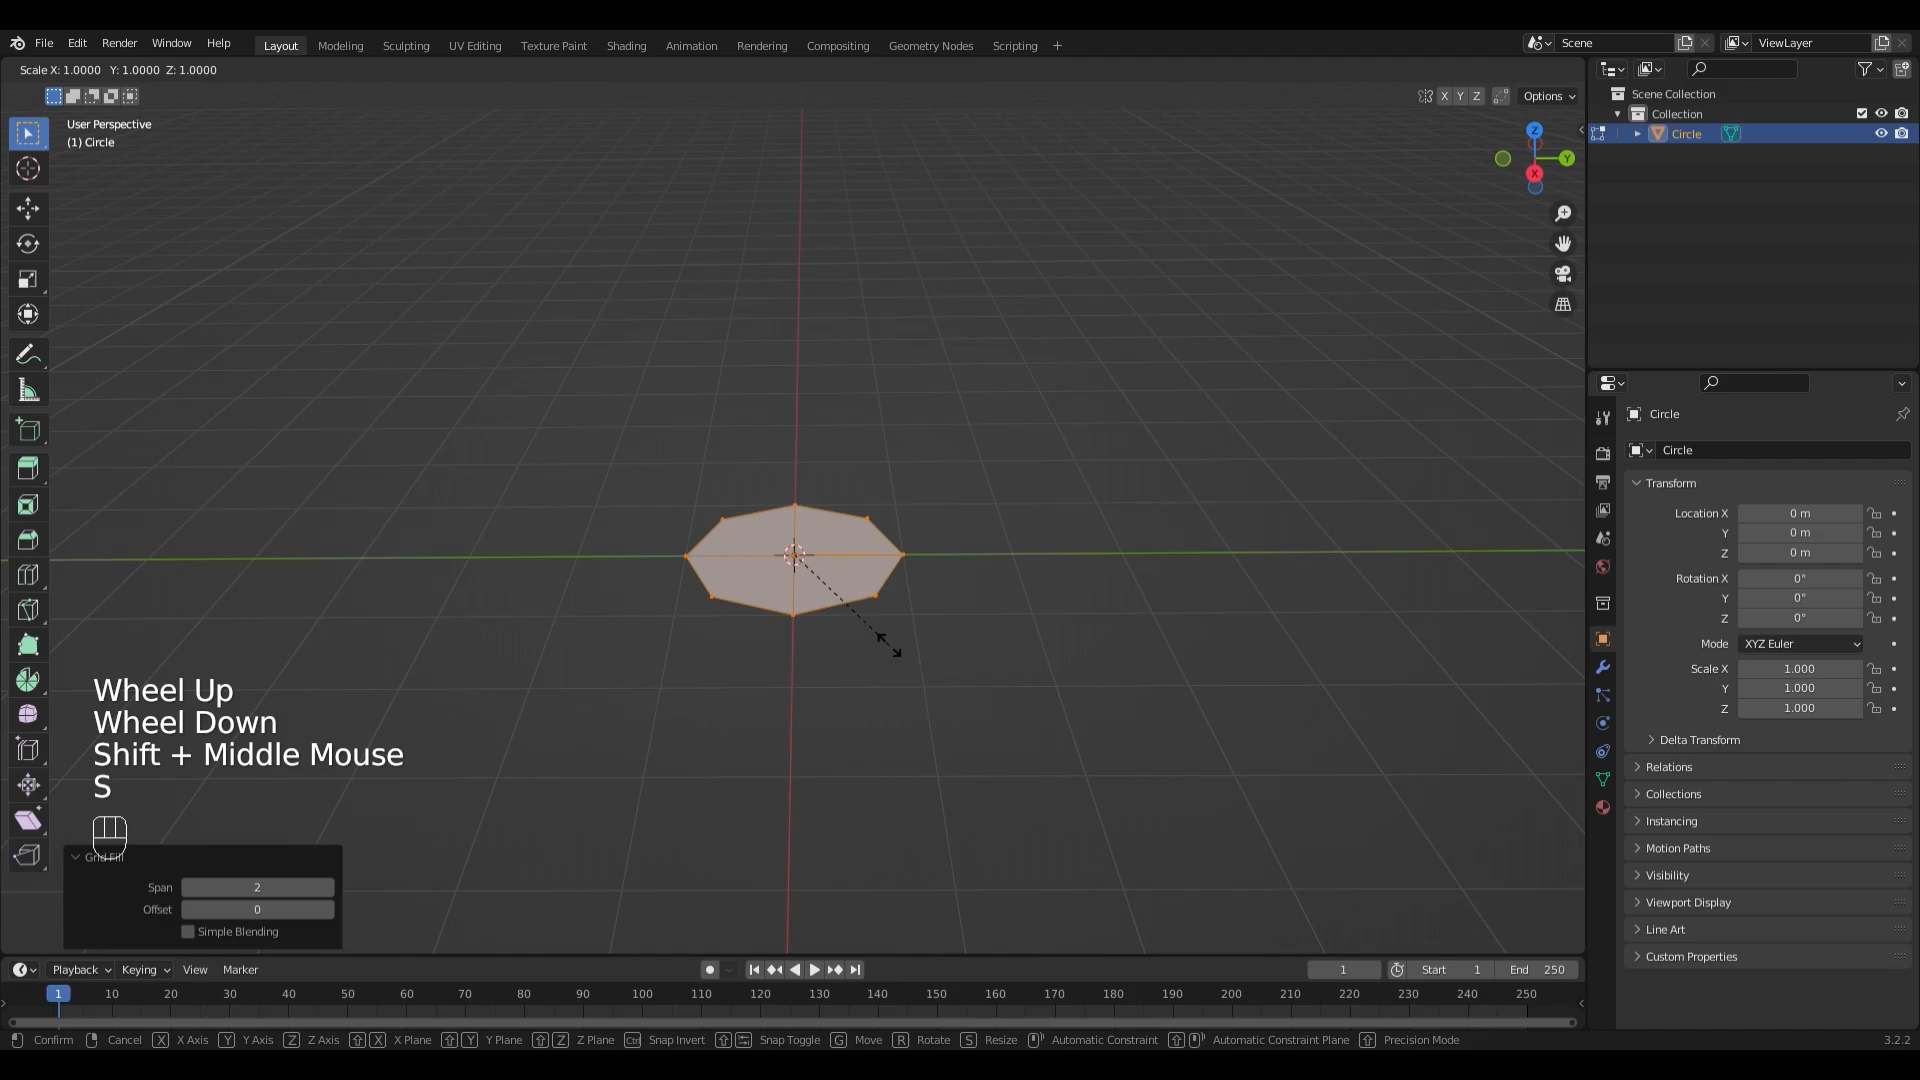 File Edit Render Window Help Layout Modeling Sculpting UV Editing Texture Paint Shading Animation Rendering Compositing Geometry Nodes Scripting + Scene ViewLayer
Scale X: 1.0000 Y: 1.0000 Z: 1.0000
X Y Z Options
User Perspective
(1) Circle
Z
Y
X
Scene Collection
Collection
Circle
Circle
Circle
Transform
Location X 0 m
Y 0 m
Z 0 m
Rotation X 0°
Y 0°
Z 0°
Mode XYZ Euler
Scale X 1.000
Y 1.000
Z 1.000
Delta Transform
Relations
Collections
Instancing
Motion Paths
Visibility
Viewport Display
Line Art
Custom Properties
Wheel Up
Wheel Down
Shift + Middle Mouse
S
Grid Fill
Span 2
Offset 0
Simple Blending
Playback Keying View Marker 1 Start 1 End 250
1 10 20 30 40 50 60 70 80 90 100 110 120 130 140 150 160 170 180 190 200 210 220 230 240 250
Confirm Cancel X X Axis Y Y Axis Z Z Axis X X Plane Y Y Plane Z Z Plane Ctrl Snap Invert Snap Toggle G Move R Rotate S Resize Automatic Constraint Automatic Constraint Plane Precision Mode 3.2.2